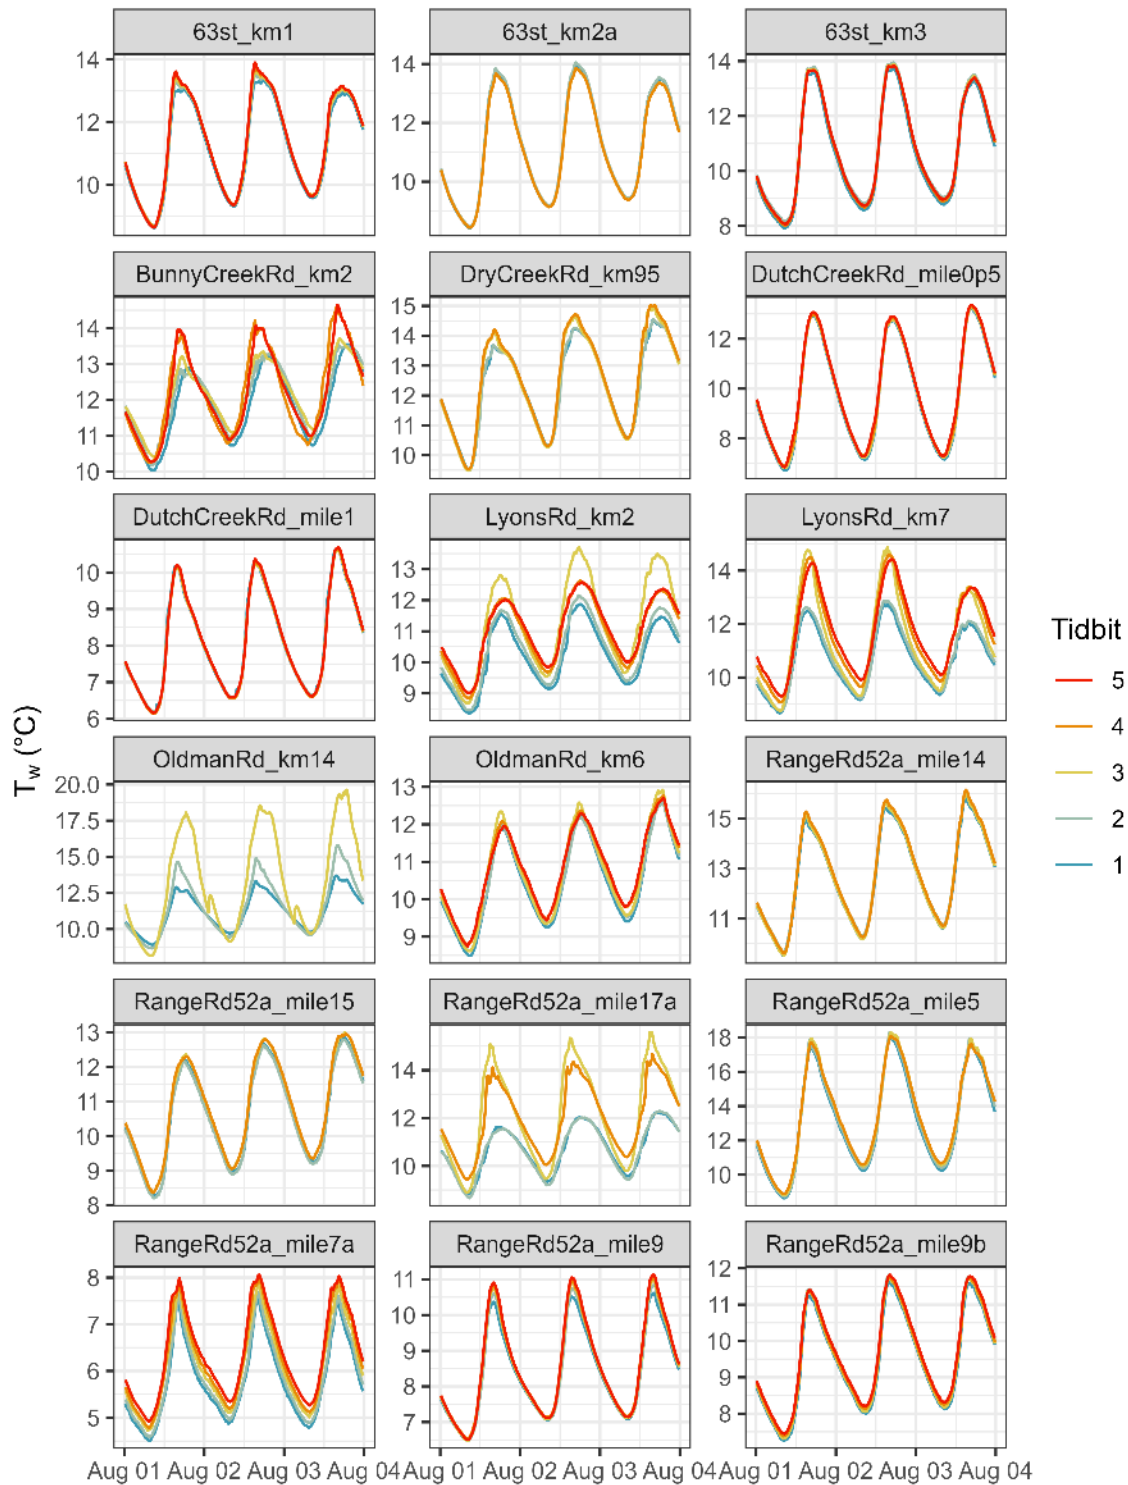 63st_km1 63st_km2a 63st_km3
14 14 14
12 12 12
10 10 10
8
BunnyCreekRd_km2 DryCreekRd_km95 DutchCreekRd_mile0p5
14 15 12
13 14 10
12 13 8
11 12
10 11
10
DutchCreekRd_mile1 LyonsRd_km2 LyonsRd_km7
10 13 14
9 12 12
8 11 10
7 10
6 9
OldmanRd_km14 OldmanRd_km6 RangeRd52a_mile14
20.0 13 15
17.5 12 13
15.0 11 11
12.5 10
10.0 9
RangeRd52a_mile15 RangeRd52a_mile17a RangeRd52a_mile5
13 14 18
12 12 16
11 10 14
10 12
9 10
8
RangeRd52a_mile7a RangeRd52a_mile9 RangeRd52a_mile9b
8 11 12
7 10 11
6 9 10
5 8 9
7 8
Aug 01 Aug 02 Aug 03 Aug 04 Aug 01 Aug 02 Aug 03 Aug 04 Aug 01 Aug 02 Aug 03 Aug 04
Tw (°C)
Tidbit
5
4
3
2
1